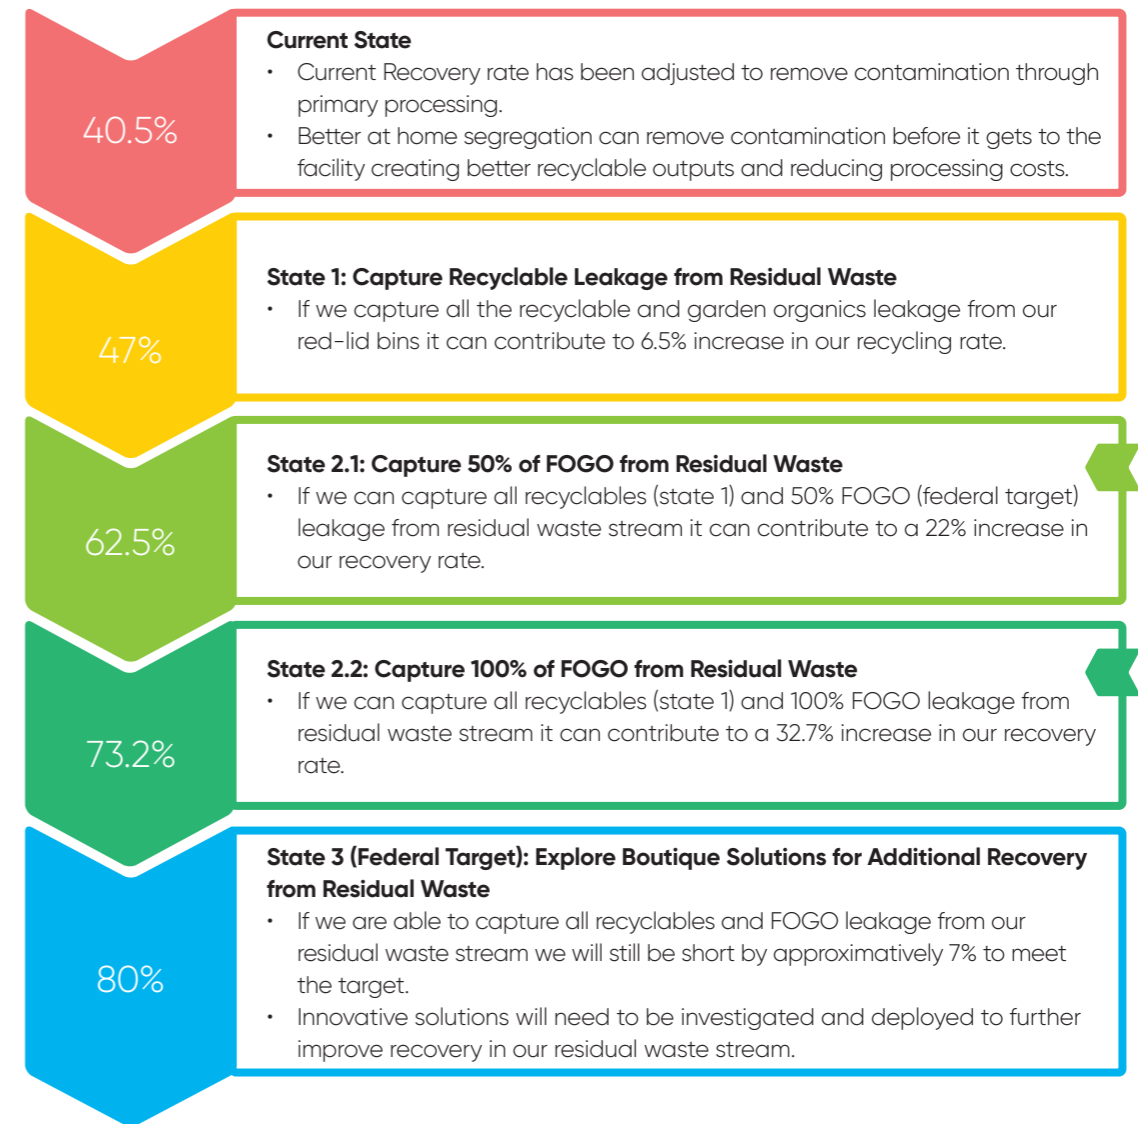 40.5%
Current State
• Current Recovery rate has been adjusted to remove contamination through
primary processing.
• Better at home segregation can remove contamination before it gets to the
facility creating better recyclable outputs and reducing processing costs.
47%
State 1: Capture Recyclable Leakage from Residual Waste
• If we capture all the recyclable and garden organics leakage from our
red-lid bins it can contribute to 6.5% increase in our recycling rate.
62.5%
State 2.1: Capture 50% of FOGO from Residual Waste
• If we can capture all recyclables (state 1) and 50% FOGO (federal target)
leakage from residual waste stream it can contribute to a 22% increase in
our recovery rate.
73.2%
State 2.2: Capture 100% of FOGO from Residual Waste
• If we can capture all recyclables (state 1) and 100% FOGO leakage from
residual waste stream it can contribute to a 32.7% increase in our recovery
rate.
80%
State 3 (Federal Target): Explore Boutique Solutions for Additional Recovery
from Residual Waste
• If we are able to capture all recyclables and FOGO leakage from our
residual waste stream we will still be short by approximatively 7% to meet
the target.
• Innovative solutions will need to be investigated and deployed to further
improve recovery in our residual waste stream.